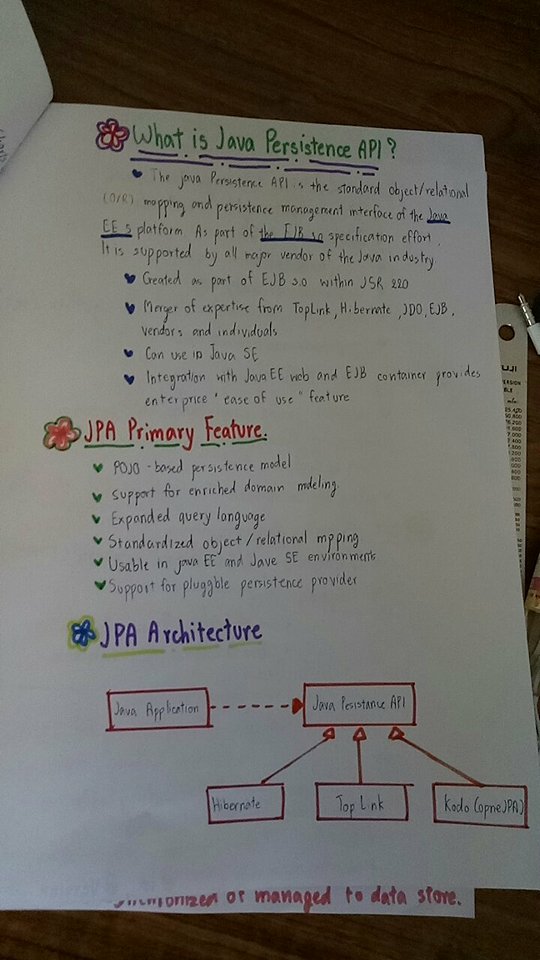 What is Java Persistence API?
The java Persistence API is the standard object/relational
(O/R) mapping and persistence management interface of the Java
EE 5 platform. As part of the EJB 3.0 specification effort.
It is supported by all major vendor of the Java industry.
Created as part of EJB 3.0 within JSR 220
Merger of expertise from TopLink, Hibernate, JDO, EJB,
vendors and individuals
Can use in Java SE
Integration with Java EE web and EJB container provides
enterprice "ease of use" feature
JPA Primary Feature.
POJO - based persistence model
Support for enriched domain modeling
Expanded query language
Standardized object / relational mpping
Usable in java EE and Jave SE environments
Support for pluggble persistence provider
JPA Architecture
Java Application
Java Pesistance API
Hibernate
Top Link
Kodo (opneJPA)
or managed to data store.